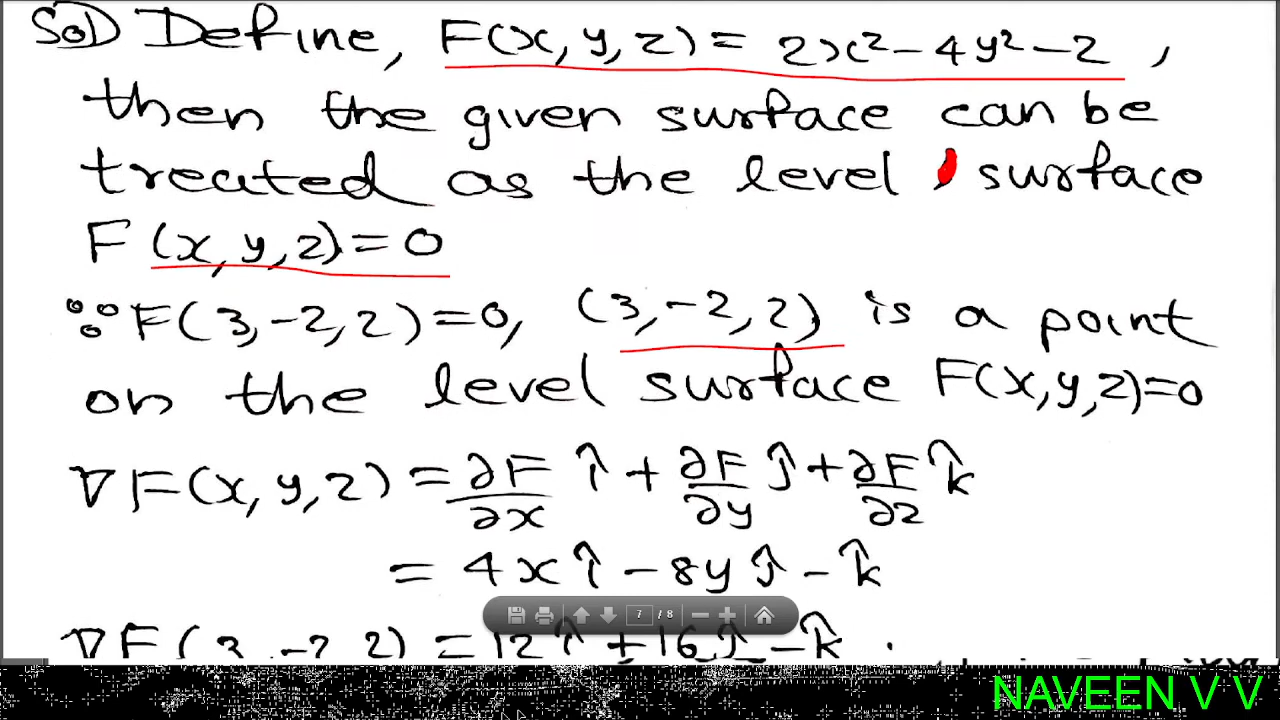 Sol) Define, F(x, y, z) = 2x² - 4y² - z,
then the given surface can be
treated as the level surface
F(x, y, z) = 0
∵ F(3, -2, 2) = 0, (3, -2, 2) is a point
on the level surface F(x, y, z) = 0
∇F(x, y, z) = ∂F/∂x î + ∂F/∂y ĵ + ∂F/∂z k̂
= 4x î - 8y ĵ - k̂
7 / 8
∇F(3, -2, 2) = 12 î + 16 ĵ - k̂.
NAVEEN V V